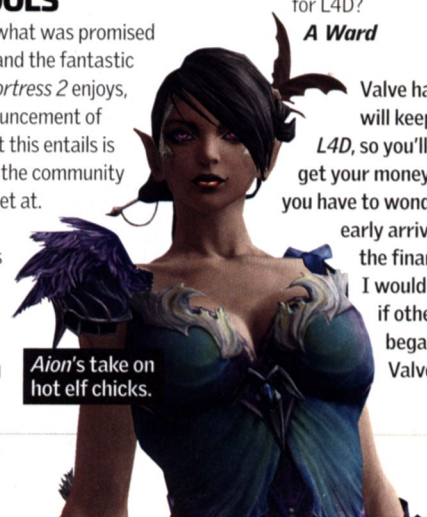 what was promised
and the fantastic
ortress 2 enjoys,
uncement of
t this entails is
the community
et at.
Aion's take on
hot elf chicks.
for L4D?
A Ward
Valve ha
will keep
L4D, so you'll
get your money
you have to wond
early arriv
the finan
I would
if othe
bega
Valve